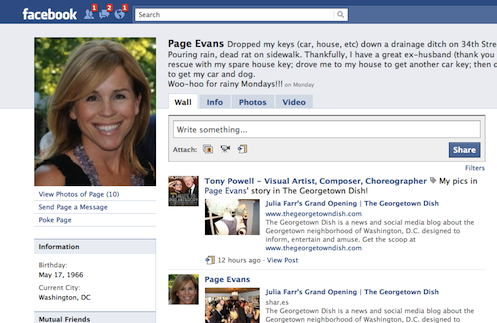 facebook
1
2
1
Search
Page Evans Dropped my keys (car, house, etc) down a drainage ditch on 34th Stre
Pouring rain, dead rat on sidewalk. Thankfully, I have a great ex-husband (thank you
rescue with my spare house key; drove me to my house to get another car key; then c
to get my car and dog.
Woo-hoo for rainy Mondays!!! on Monday
Wall Info Photos Video
Write something...
Attach:
Share
Filters
View Photos of Page (10)
Send Page a Message
Poke Page
Information
Birthday:
May 17, 1966
Current City:
Washington, DC
Mutual Friends
Tony Powell - Visual Artist, Composer, Choreographer My pics in
Page Evans' story in The Georgetown Dish!
Julia Farr's Grand Opening | The Georgetown Dish
www.thegeorgetowndish.com
The Georgetown Dish is a news and social media blog about the
Georgetown neighborhood of Washington, D.C. designed to
inform, entertain and amuse. Get the scoop at
www.thegeorgetowndish.com
12 hours ago · View Post
Page Evans
Julia Farr's Grand Opening | The Georgetown Dish
shar.es
The Georgetown Dish is a news and social media blog about the
Georgetown neighborhood of Washington, D.C. designed to